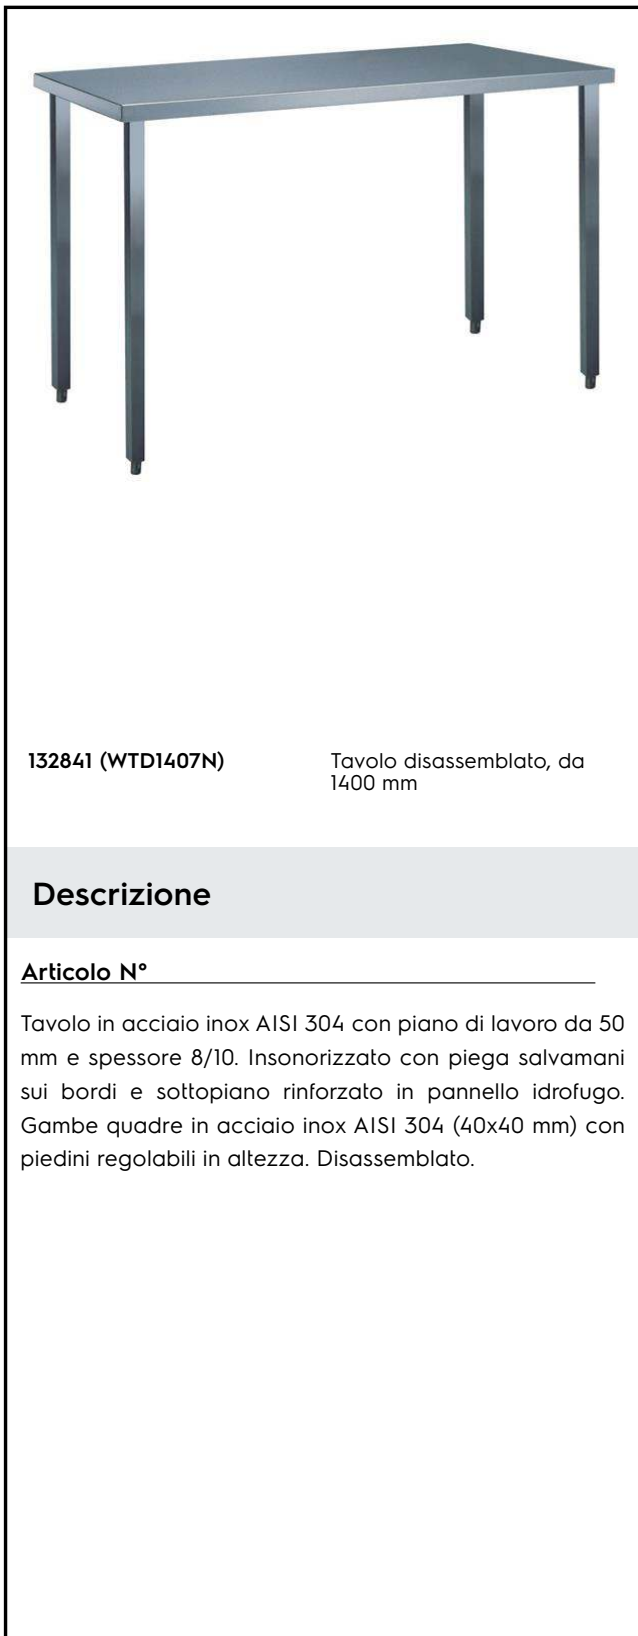 132841 (WTD1407N)
Tavolo disassemblato, da
1400 mm
Descrizione
Articolo N°
Tavolo in acciaio inox AISI 304 con piano di lavoro da 50
mm e spessore 8/10. Insonorizzato con piega salvamani
sui bordi e sottopiano rinforzato in pannello idrofugo.
Gambe quadre in acciaio inox AISI 304 (40x40 mm) con
piedini regolabili in altezza. Disassemblato.